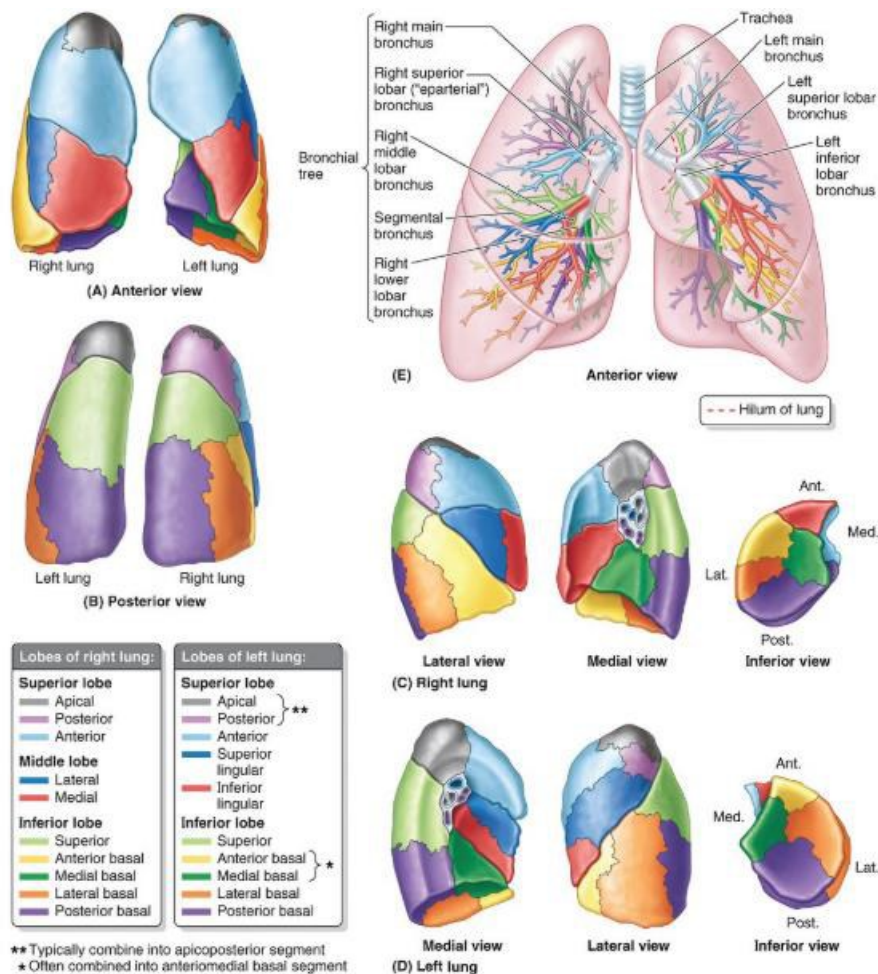 Right lung
Left lung
(A) Anterior view
Left lung
Right lung
(B) Posterior view
Bronchial
tree
Right main
bronchus
Right superior
lobar ("eparterial")
bronchus
Right
middle
lobar
bronchus
Segmental
bronchus
Right
lower
lobar
bronchus
Trachea
Left main
bronchus
Left
superior lobar
bronchus
Left
inferior
lobar
bronchus
(E)
Anterior view
Hilum of lung
Lateral view
Medial view
Ant.
Med.
Lat.
Post.
Inferior view
(C) Right lung
Medial view
Lateral view
Ant.
Med.
Lat.
Post.
Inferior view
(D) Left lung
Lobes of right lung:
Superior lobe
Apical
Posterior
Anterior
Middle lobe
Lateral
Medial
Inferior lobe
Superior
Anterior basal
Medial basal
Lateral basal
Posterior basal
Lobes of left lung:
Superior lobe
Apical
Posterior
**
Anterior
Superior
lingular
Inferior
lingular
Inferior lobe
Superior
Anterior basal
Medial basal
*
Lateral basal
Posterior basal
** Typically combine into apicoposterior segment
* Often combined into anteriomedial basal segment